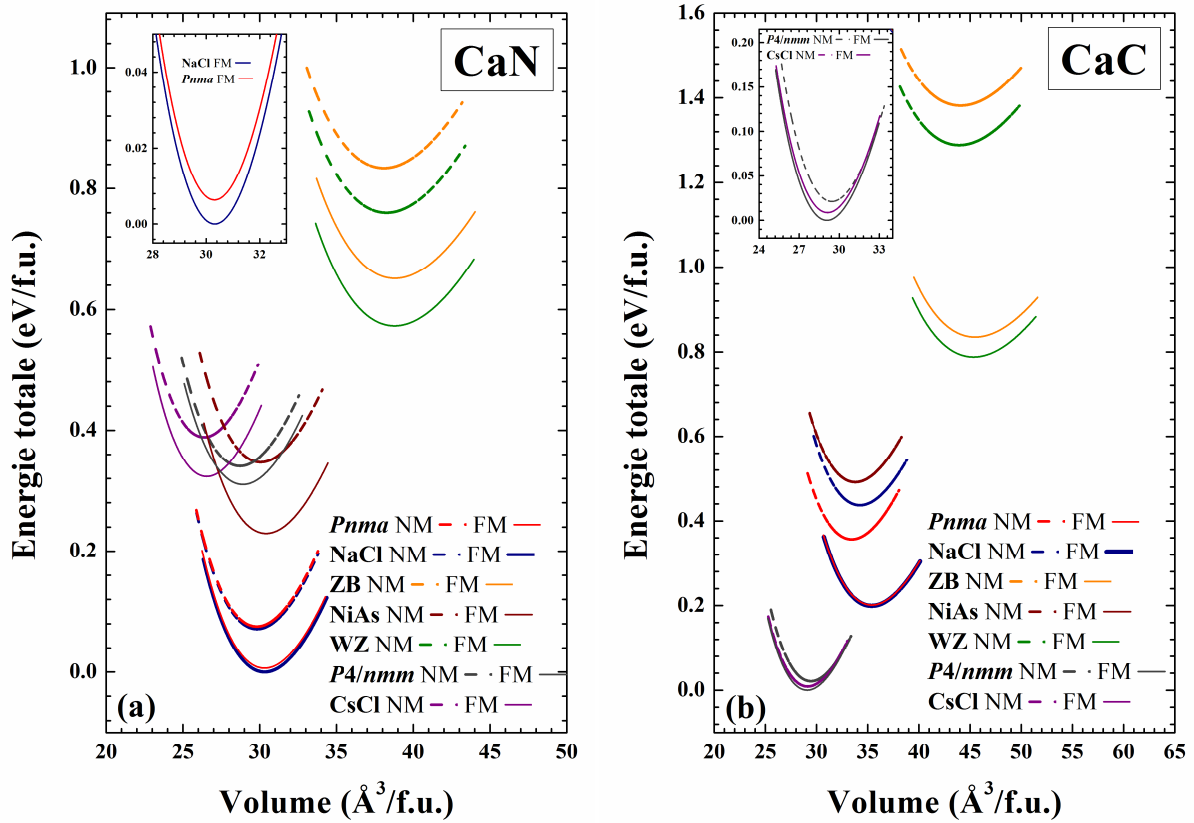 CaN
Energie totale (eV/f.u.)
1.0
0.8
0.6
0.4
0.2
0.0
0.04
0.02
0.00
28 30 32
NaCl FM
Pnma FM
Pnma NM FM
NaCl NM FM
ZB NM FM
NiAs NM FM
WZ NM FM
P4/nmm NM FM
CsCl NM FM
(a)
20 25 30 35 40 45 50
Volume (Å³/f.u.)
CaC
Energie totale (eV/f.u.)
1.6
1.4
1.2
1.0
0.8
0.6
0.4
0.2
0.0
0.20
0.15
0.10
0.05
0.00
24 27 30 33
P4/nmm NM FM
CsCl NM FM
Pnma NM FM
NaCl NM FM
ZB NM FM
NiAs NM FM
WZ NM FM
P4/nmm NM FM
CsCl NM FM
(b)
20 25 30 35 40 45 50 55 60 65
Volume (Å³/f.u.)